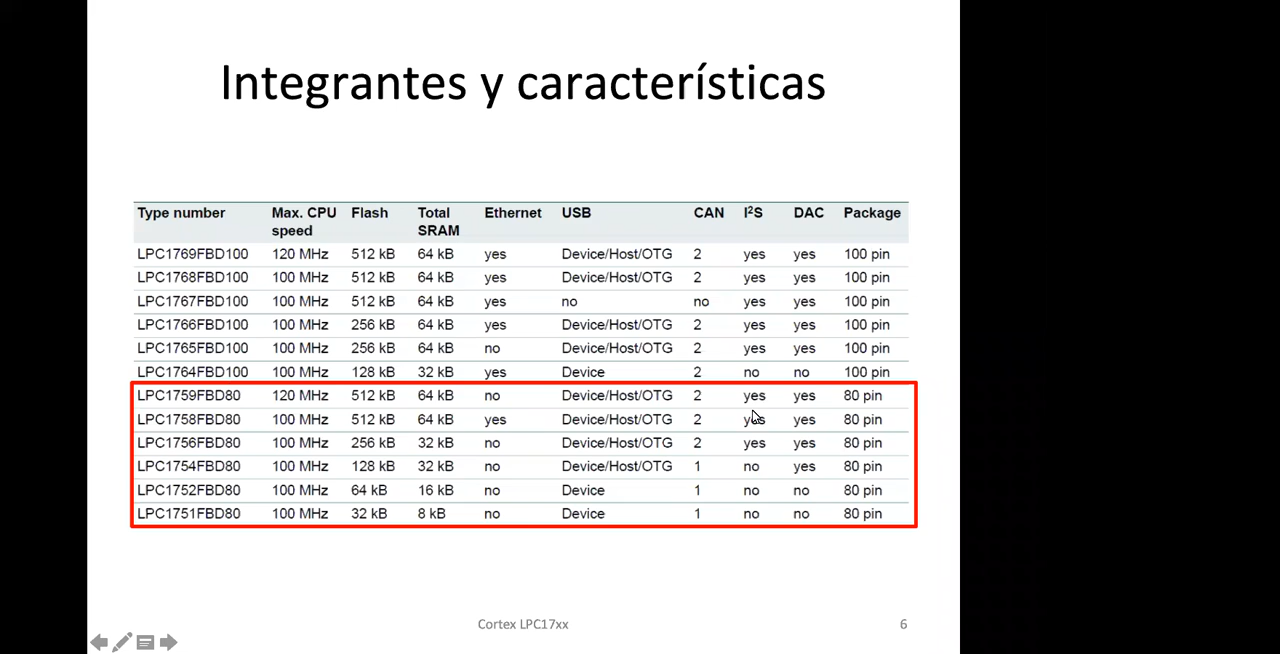 Integrantes y características
Type number Max. CPU speed Flash Total SRAM Ethernet USB CAN I²S DAC Package
LPC1769FBD100 120 MHz 512 kB 64 kB yes Device/Host/OTG 2 yes yes 100 pin
LPC1768FBD100 100 MHz 512 kB 64 kB yes Device/Host/OTG 2 yes yes 100 pin
LPC1767FBD100 100 MHz 512 kB 64 kB yes no no yes yes 100 pin
LPC1766FBD100 100 MHz 256 kB 64 kB yes Device/Host/OTG 2 yes yes 100 pin
LPC1765FBD100 100 MHz 256 kB 64 kB no Device/Host/OTG 2 yes yes 100 pin
LPC1764FBD100 100 MHz 128 kB 32 kB yes Device 2 no no 100 pin
LPC1759FBD80 120 MHz 512 kB 64 kB no Device/Host/OTG 2 yes yes 80 pin
LPC1758FBD80 100 MHz 512 kB 64 kB yes Device/Host/OTG 2 yes yes 80 pin
LPC1756FBD80 100 MHz 256 kB 32 kB no Device/Host/OTG 2 yes yes 80 pin
LPC1754FBD80 100 MHz 128 kB 32 kB no Device/Host/OTG 1 no yes 80 pin
LPC1752FBD80 100 MHz 64 kB 16 kB no Device 1 no no 80 pin
LPC1751FBD80 100 MHz 32 kB 8 kB no Device 1 no no 80 pin
Cortex LPC17xx 6